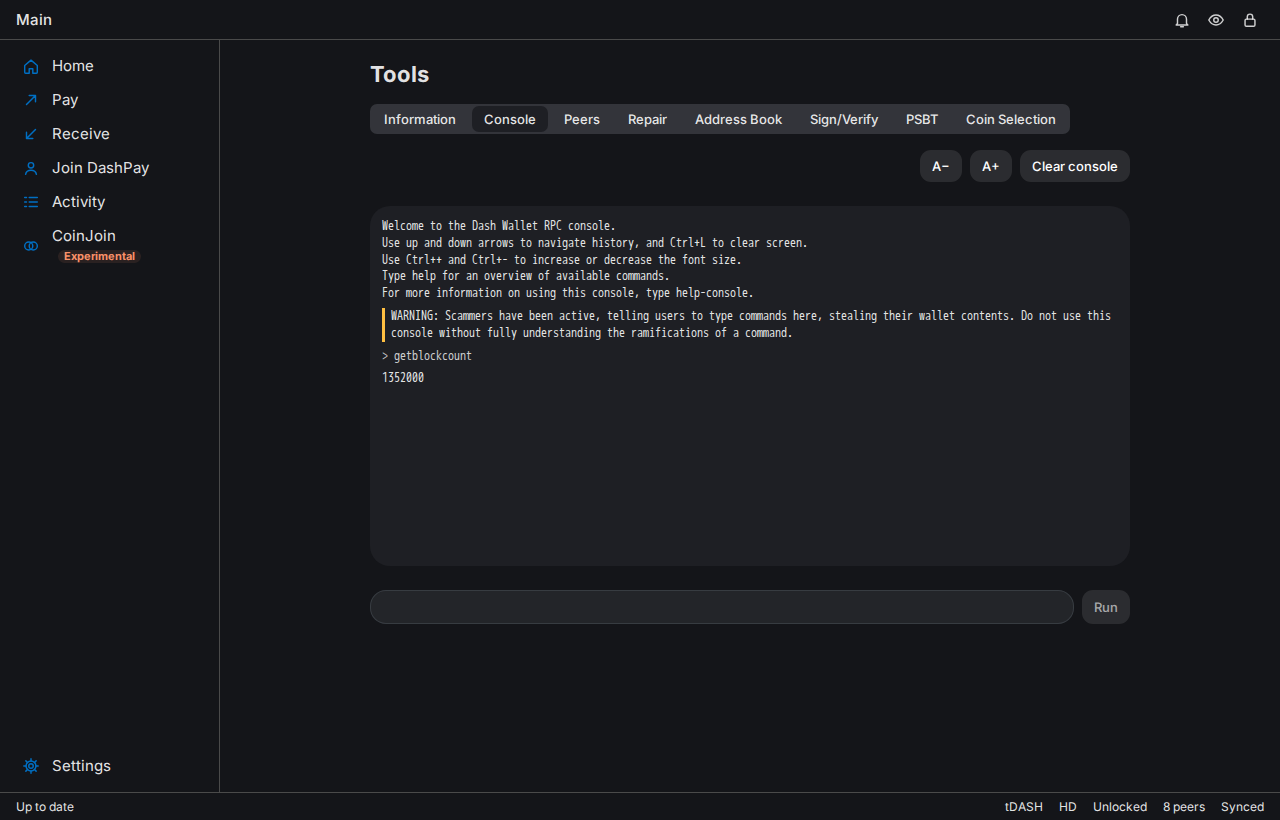 Main
Home
Pay
Receive
Join DashPay
Activity
CoinJoin
Experimental
Settings
Tools
Information Console Peers Repair Address Book Sign/Verify PSBT Coin Selection
A− A+ Clear console
Welcome to the Dash Wallet RPC console.
Use up and down arrows to navigate history, and Ctrl+L to clear screen.
Use Ctrl++ and Ctrl+- to increase or decrease the font size.
Type help for an overview of available commands.
For more information on using this console, type help-console.
WARNING: Scammers have been active, telling users to type commands here, stealing their wallet contents. Do not use this
console without fully understanding the ramifications of a command.
> getblockcount
1352000
Run
Up to date tDASH HD Unlocked 8 peers Synced